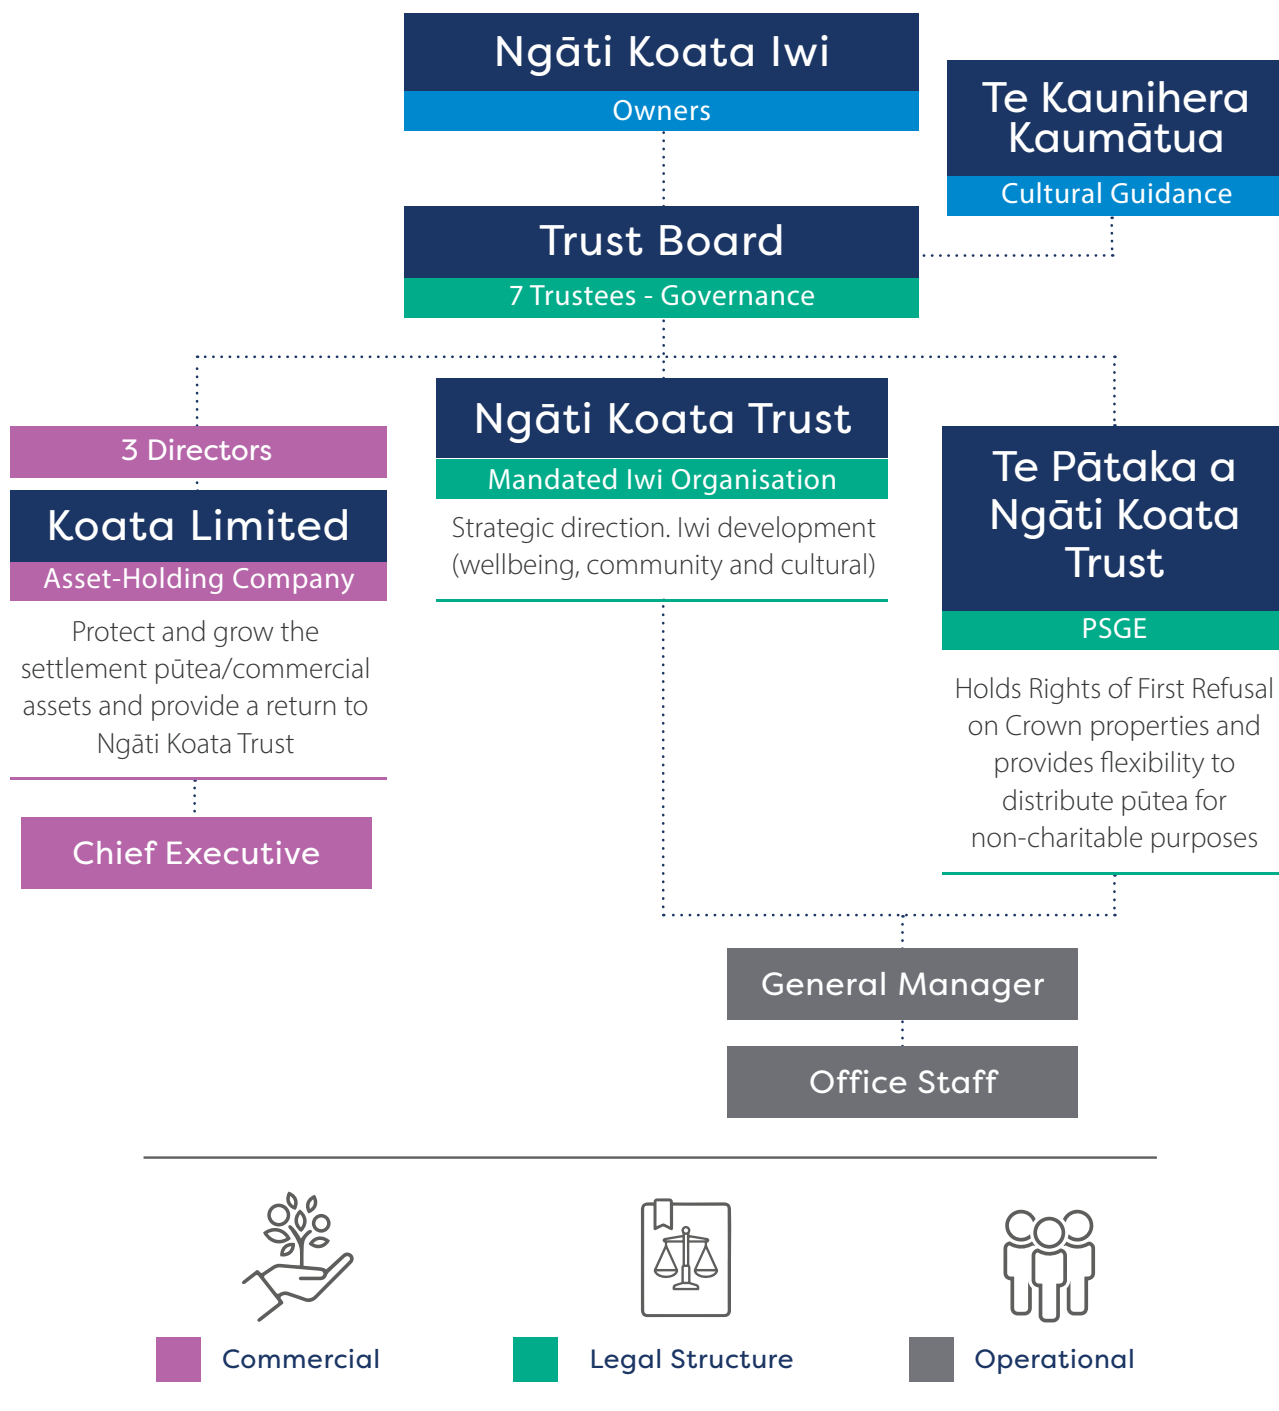 Ngāti Koata Iwi
Owners
Te Kaunihera
Kaumātua
Cultural Guidance
Trust Board
7 Trustees - Governance
3 Directors
Koata Limited
Asset-Holding Company
Protect and grow the
settlement pūtea/commercial
assets and provide a return to
Ngāti Koata Trust
Chief Executive
Ngāti Koata Trust
Mandated Iwi Organisation
Strategic direction. Iwi development
(wellbeing, community and cultural)
Te Pātaka a
Ngāti Koata
Trust
PSGE
Holds Rights of First Refusal
on Crown properties and
provides flexibility to
distribute pūtea for
non-charitable purposes
General Manager
Office Staff
Commercial
Legal Structure
Operational